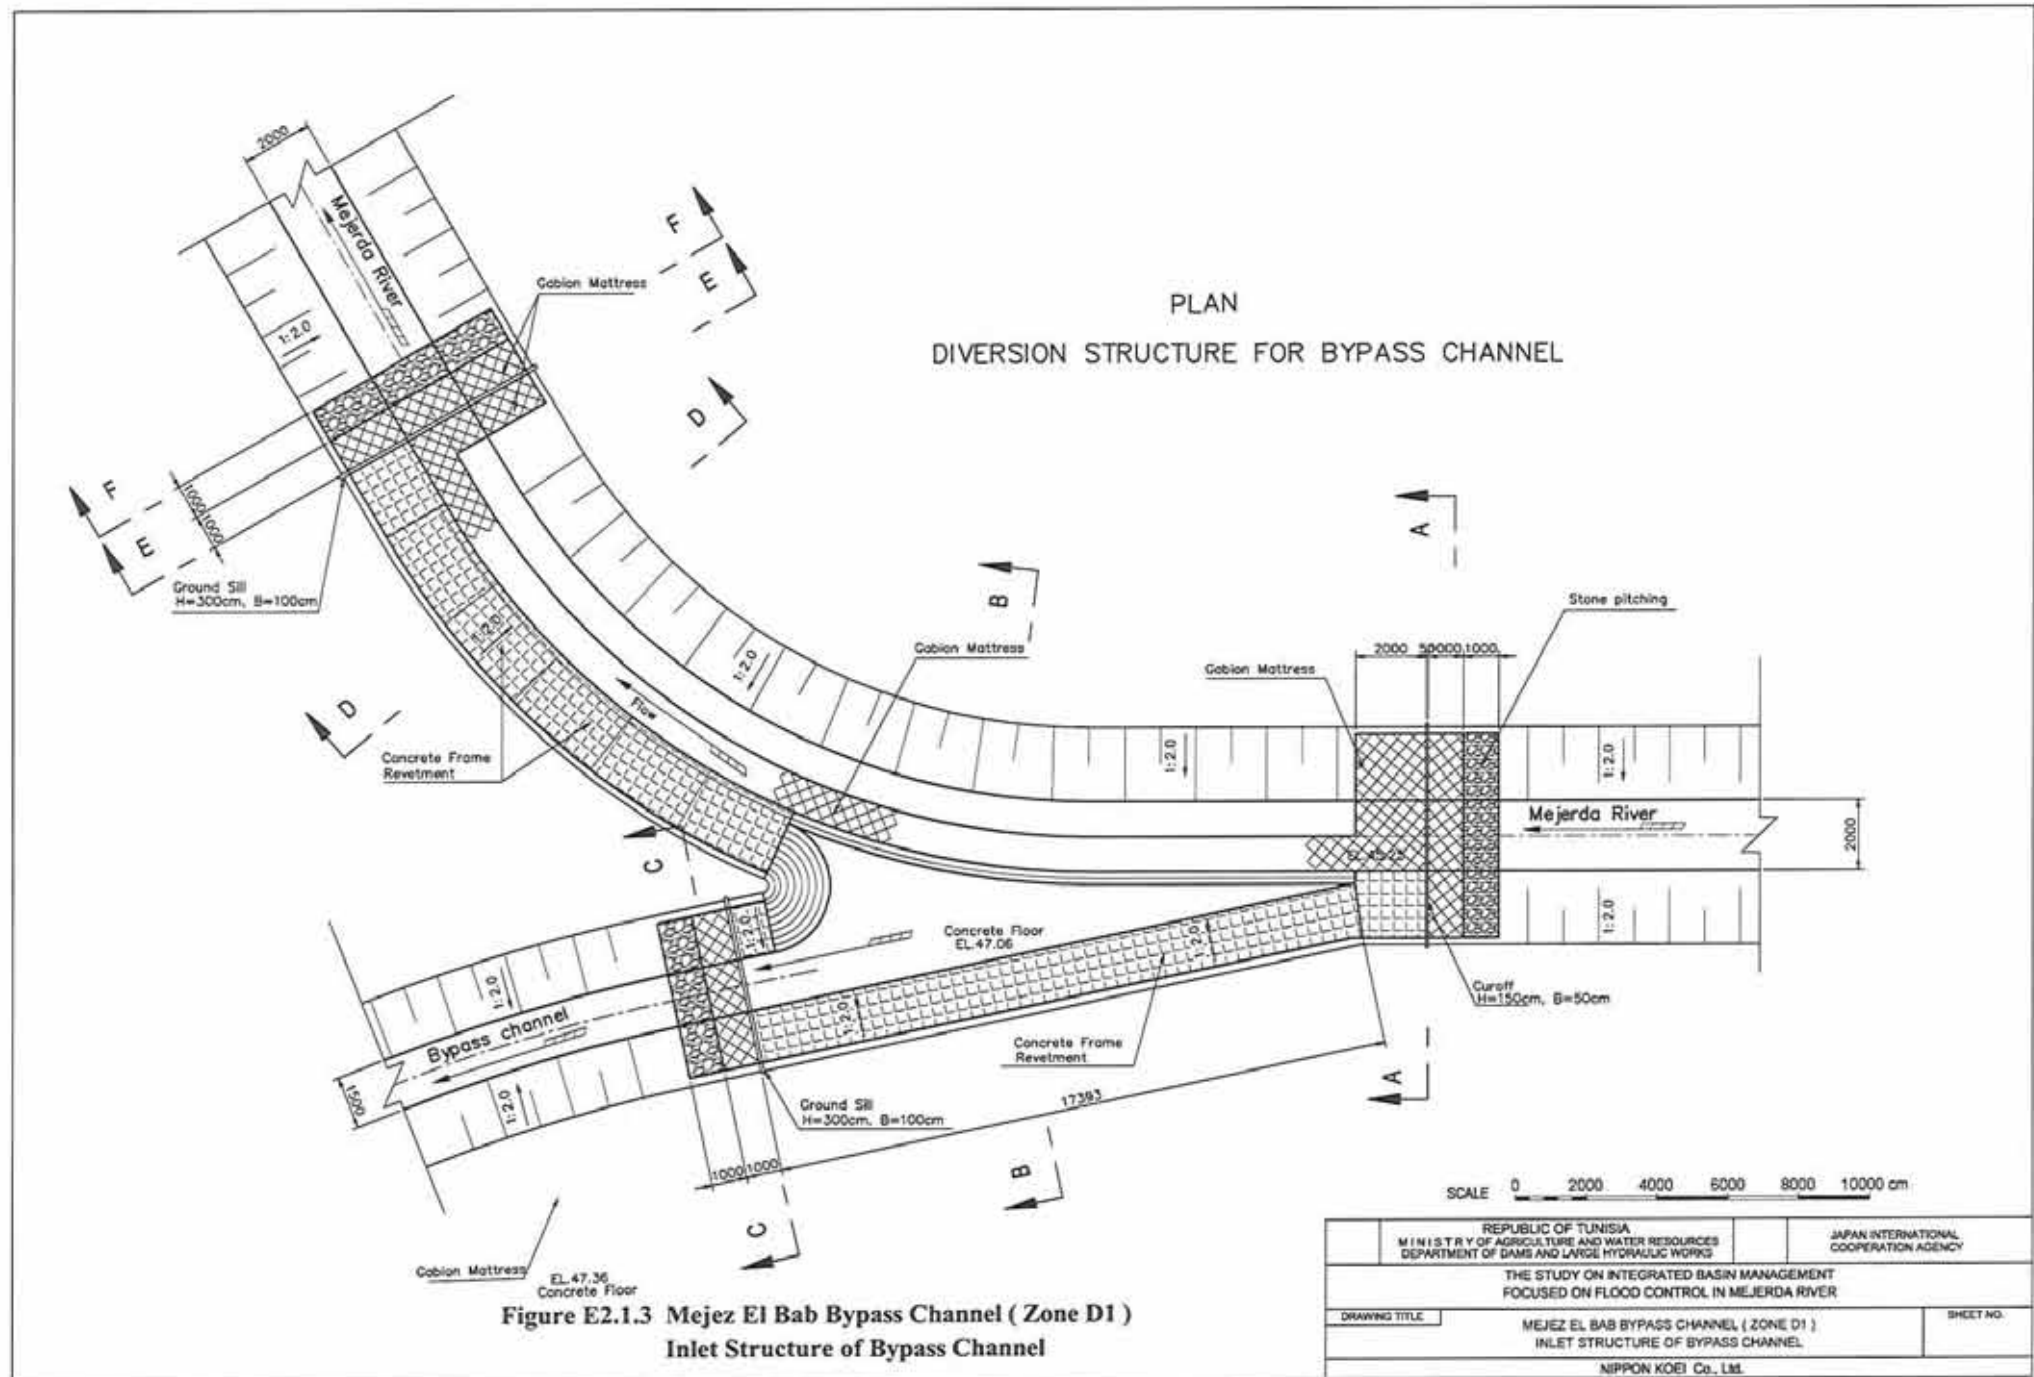 PLAN
DIVERSION STRUCTURE FOR BYPASS CHANNEL
2000
Mejerda River
1:2.0
Gabion Mattress
F
E
D
F
E
1000
1000
Ground Sill
H=300cm, B=100cm
1:2.0
D
Concrete Frame
Revetment
Flow
1:2.0
Gabion Mattress
B
A
Stone pitching
Gabion Mattress
2000
50
1000
1000
1:2.0
1:2.0
Mejerda River
2000
EL.45.25
1:2.0
C
1:2.0
Concrete Floor
EL.47.06
1:2.0
1:2.0
Curoff
H=150cm, B=50cm
Concrete Frame
Revetment
1:2.0
Bypass channel
1500
1:2.0
Ground Sill
H=300cm, B=100cm
17393
A
1000
1000
B
C
Gabion Mattress
EL.47.36
Concrete Floor
SCALE 0 2000 4000 6000 8000 10000 cm
REPUBLIC OF TUNISIA
MINISTRY OF AGRICULTURE AND WATER RESOURCES
DEPARTMENT OF DAMS AND LARGE HYDRAULIC WORKS
JAPAN INTERNATIONAL
COOPERATION AGENCY
THE STUDY ON INTEGRATED BASIN MANAGEMENT
FOCUSED ON FLOOD CONTROL IN MEJERDA RIVER
DRAWING TITLE
MEJEZ EL BAB BYPASS CHANNEL ( ZONE D1 )
INLET STRUCTURE OF BYPASS CHANNEL
SHEET NO.
NIPPON KOEI Co., Ltd.
Figure E2.1.3 Mejez El Bab Bypass Channel ( Zone D1 )
Inlet Structure of Bypass Channel